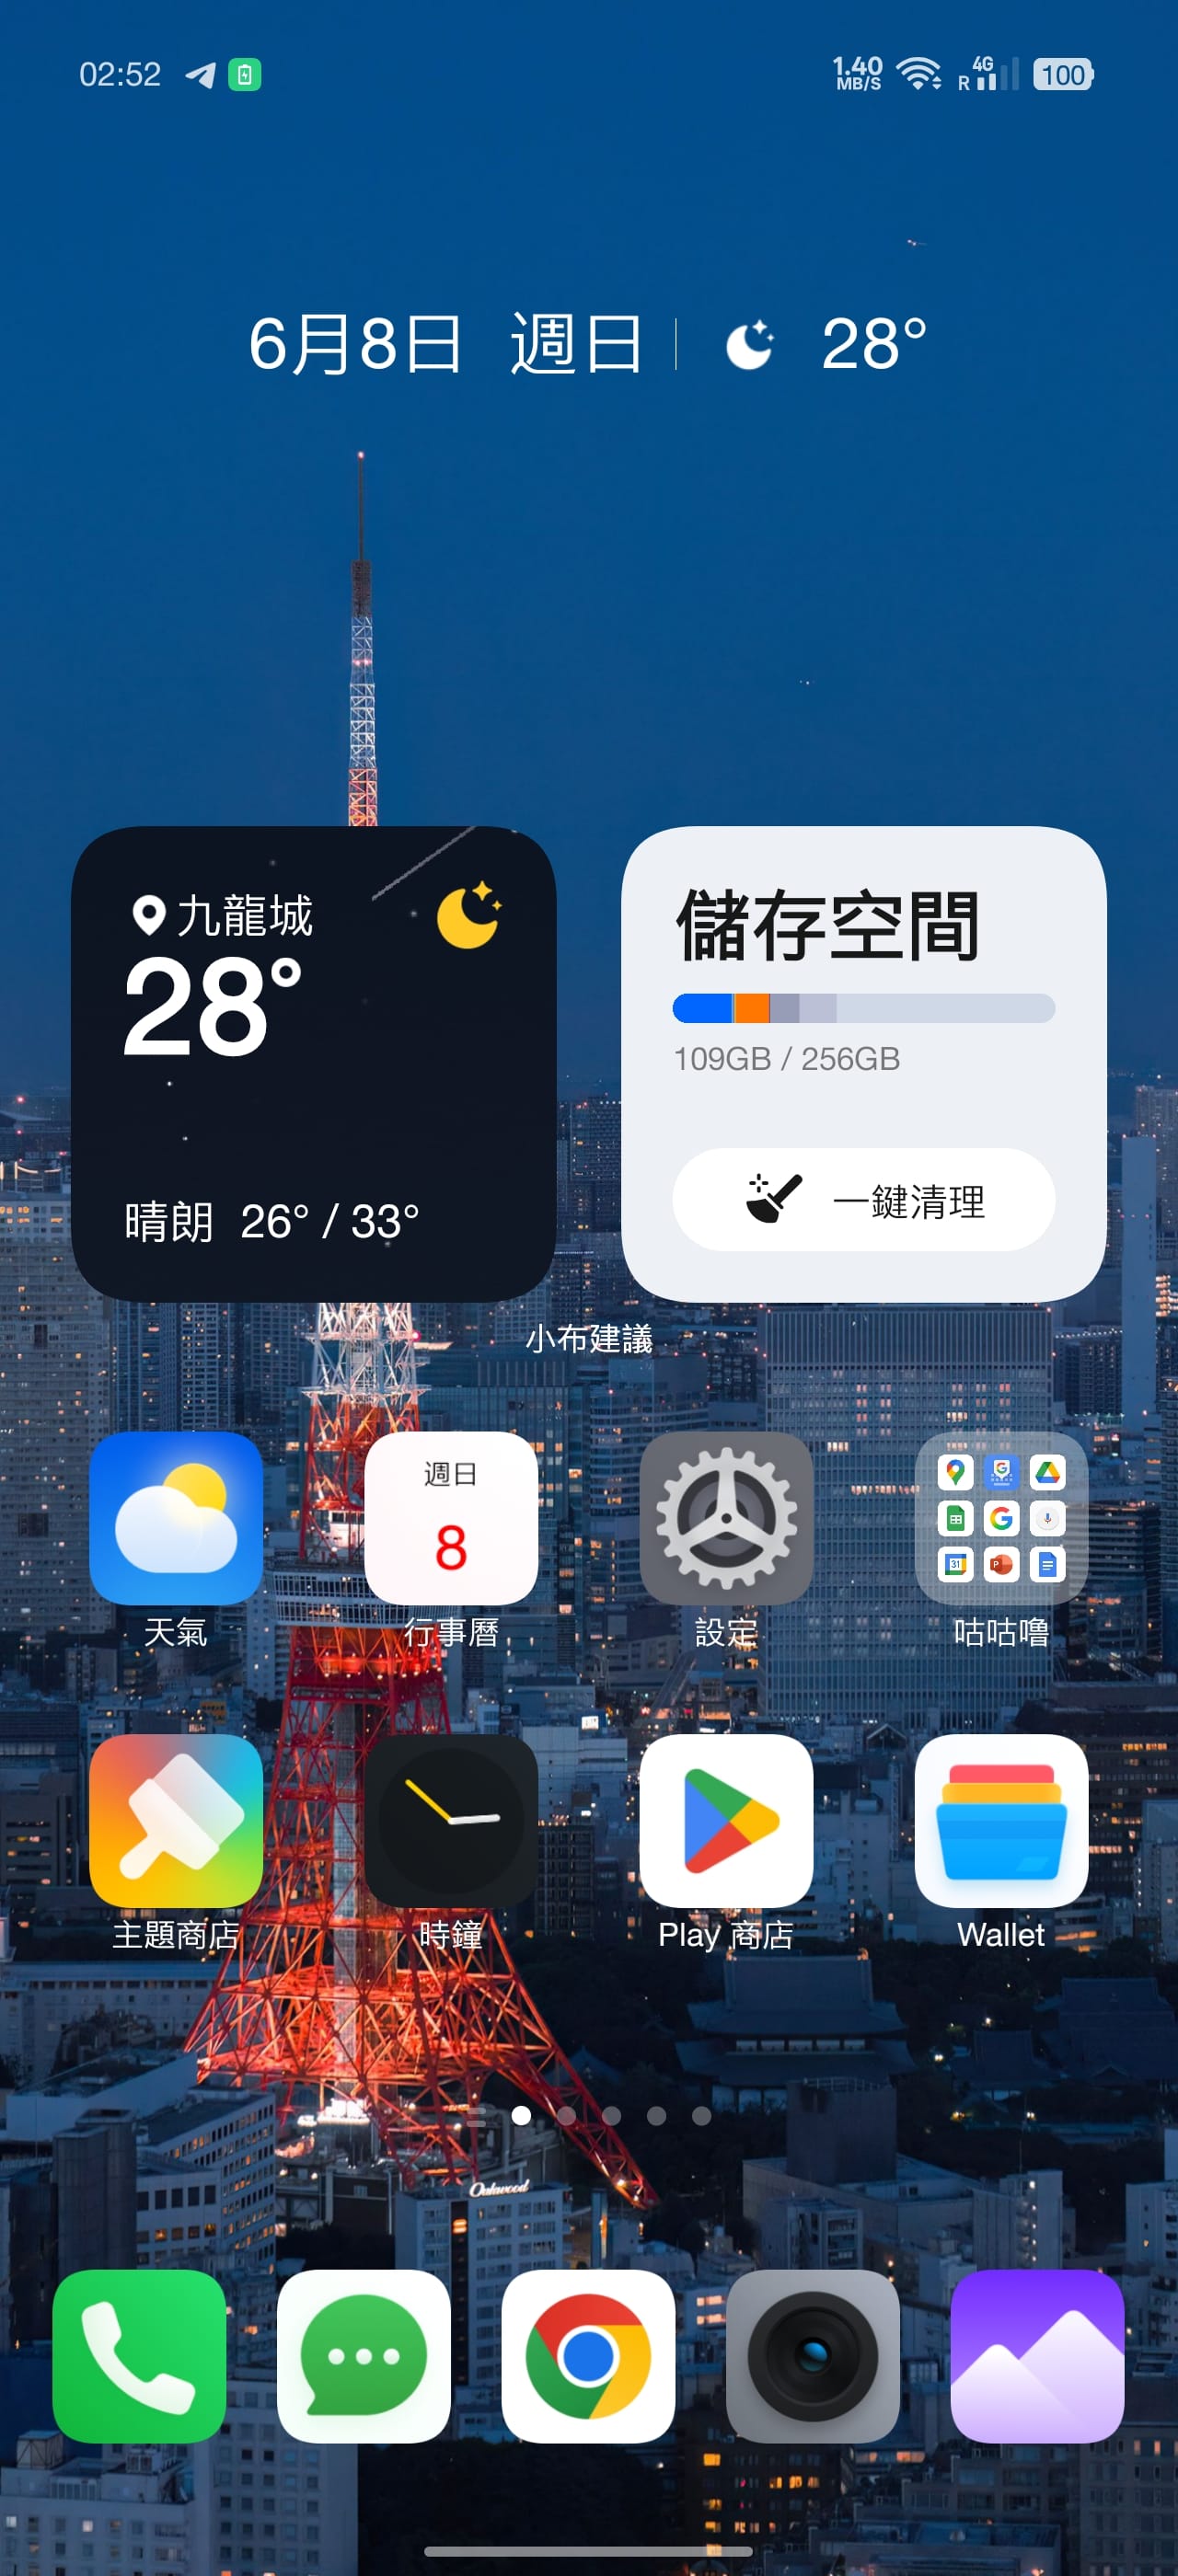 02:52
1.40
MB/S
4G
R
100
6月8日 週日 28°
九龍城
28°
晴朗 26° / 33°
儲存空間
109GB / 256GB
一鍵清理
小布建議
週日
8
天氣
行事曆
設定
31
P
咕咕嚕
主題商店
時鐘
Play 商店
Wallet
Oakwood